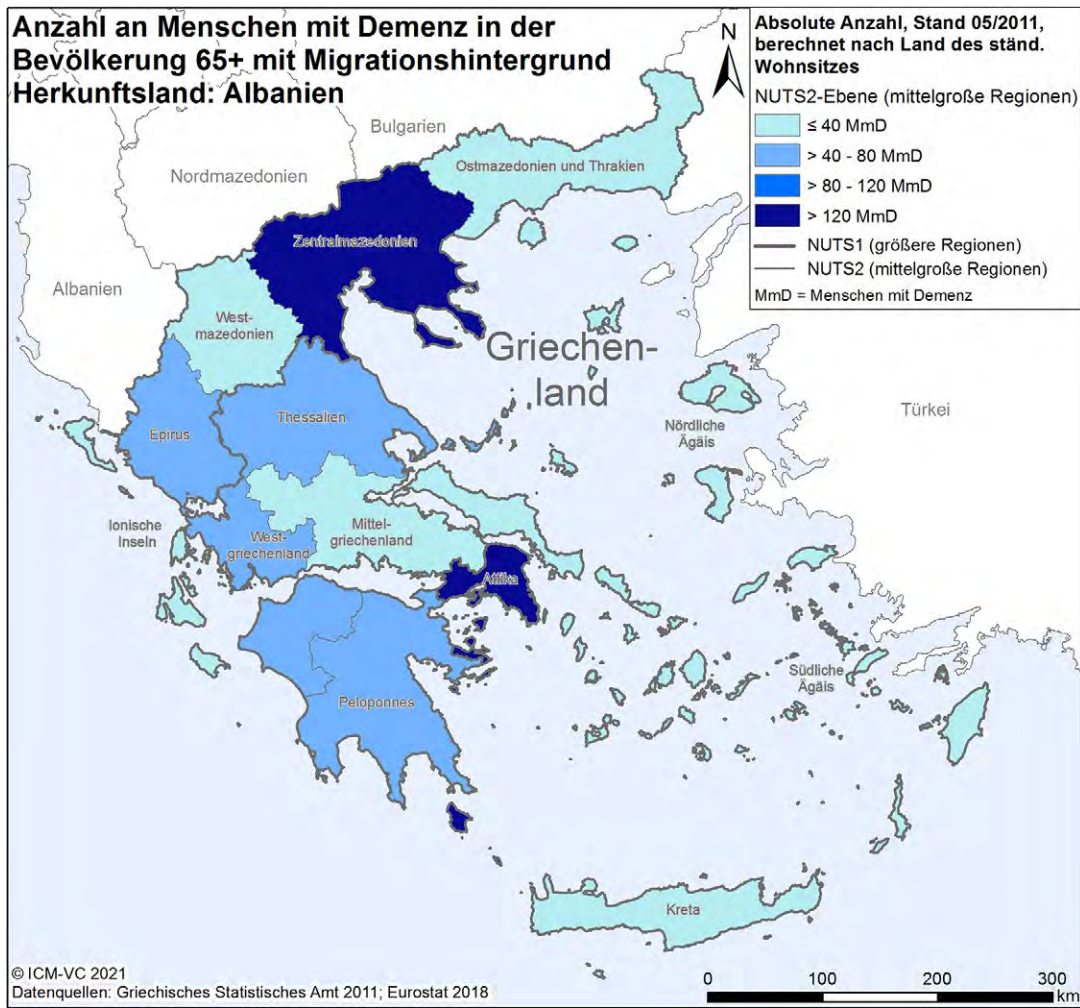 Anzahl an Menschen mit Demenz in der
Bevölkerung 65+ mit Migrationshintergrund
Herkunftsland: Albanien
N
Absolute Anzahl, Stand 05/2011,
berechnet nach Land des ständ.
Wohnsitzes
NUTS2-Ebene (mittelgroße Regionen)
≤ 40 MmD
> 40 - 80 MmD
> 80 - 120 MmD
> 120 MmD
NUTS1 (größere Regionen)
NUTS2 (mittelgroße Regionen)
MmD = Menschen mit Demenz
Bulgarien
Nordmazedonien
Ostmazedonien und Thrakien
Zentralmazedonien
Albanien
West-
mazedonien
Griechen-
land
Türkei
Thessalien
Epirus
Nördliche
Ägäis
Ionische
Inseln
West-
griechenland
Mittel-
griechenland
Attika
Südliche
Ägäis
Peloponnes
Kreta
© ICM-VC 2021
Datenquellen: Griechisches Statistisches Amt 2011; Eurostat 2018
0 100 200 300
km